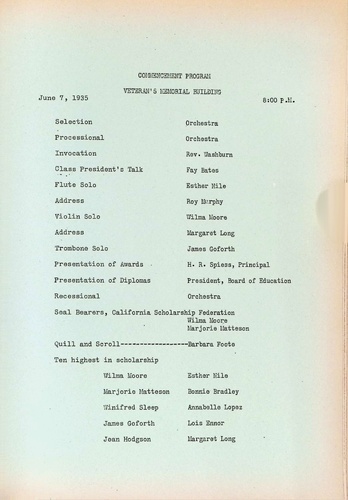 COMMENCEMENT PROGRAM
VETERAN'S MEMORIAL BUILDING
June 7, 1935 8:00 P.M.
Selection Orchestra
Processional Orchestra
Invocation Rev. Washburn
Class President's Talk Fay Bates
Flute Solo Esther Hile
Address Roy Murphy
Violin Solo Wilma Moore
Address Margaret Long
Trombone Solo James Goforth
Presentation of Awards H. R. Spiess, Principal
Presentation of Diplomas President, Board of Education
Recessional Orchestra
Seal Bearers, California Scholarship Federation
Wilma Moore
Marjorie Matteson
Quill and Scroll------------------Barbara Foote
Ten highest in scholarship
Wilma Moore Esther Hile
Marjorie Matteson Bonnie Bradley
Winifred Sleep Annabelle Lopez
James Goforth Lois Ennor
Jean Hodgson Margaret Long